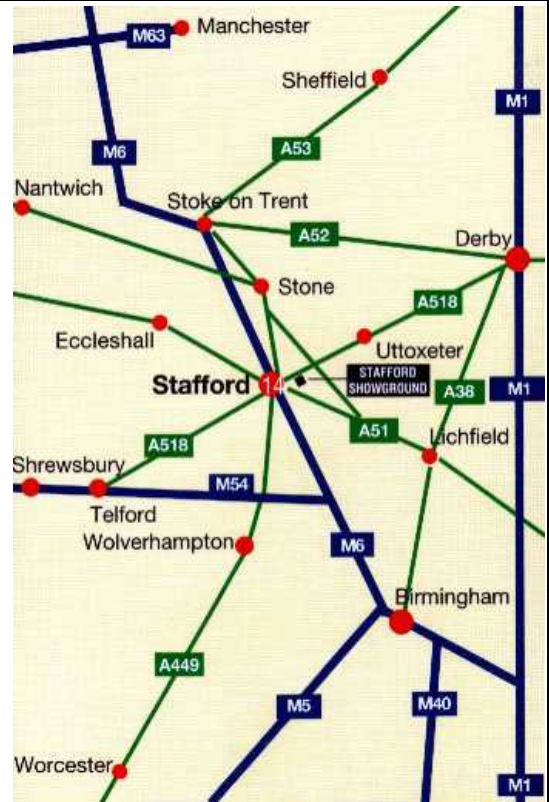 Manchester
M63
Sheffield
M1
M6
A53
Nantwich
Stoke on Trent
A52
Derby
Stone
A518
Eccleshall
Uttoxeter
Stafford
14
STAFFORD
SHOWGROUND
A38
M1
A518
A51
Lichfield
Shrewsbury
M54
Telford
Wolverhampton
M6
Birmingham
A449
M5
M40
Worcester
M1